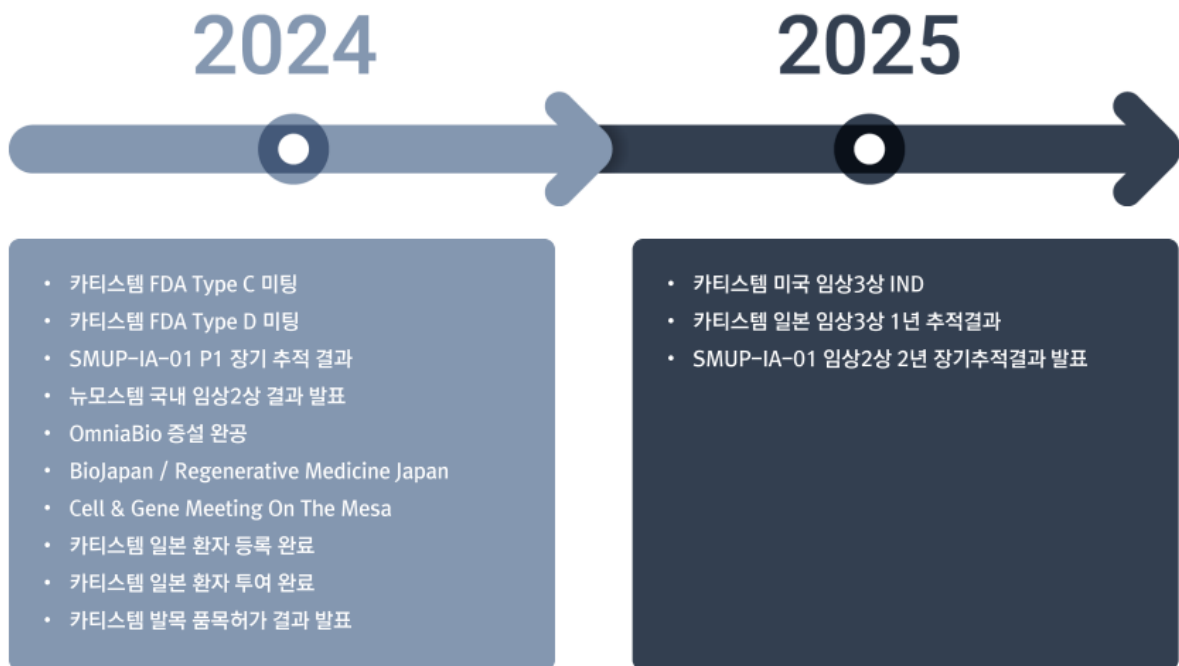 2024
• 카티스템 FDA Type C 미팅
• 카티스템 FDA Type D 미팅
• SMUP-IA-01 P1 장기 추적 결과
• 뉴모스템 국내 임상2상 결과 발표
• OmniaBio 증설 완공
• BioJapan / Regenerative Medicine Japan
• Cell & Gene Meeting On The Mesa
• 카티스템 일본 환자 등록 완료
• 카티스템 일본 환자 투여 완료
• 카티스템 발목 품목허가 결과 발표
2025
• 카티스템 미국 임상3상 IND
• 카티스템 일본 임상3상 1년 추적결과
• SMUP-IA-01 임상2상 2년 장기추적결과 발표